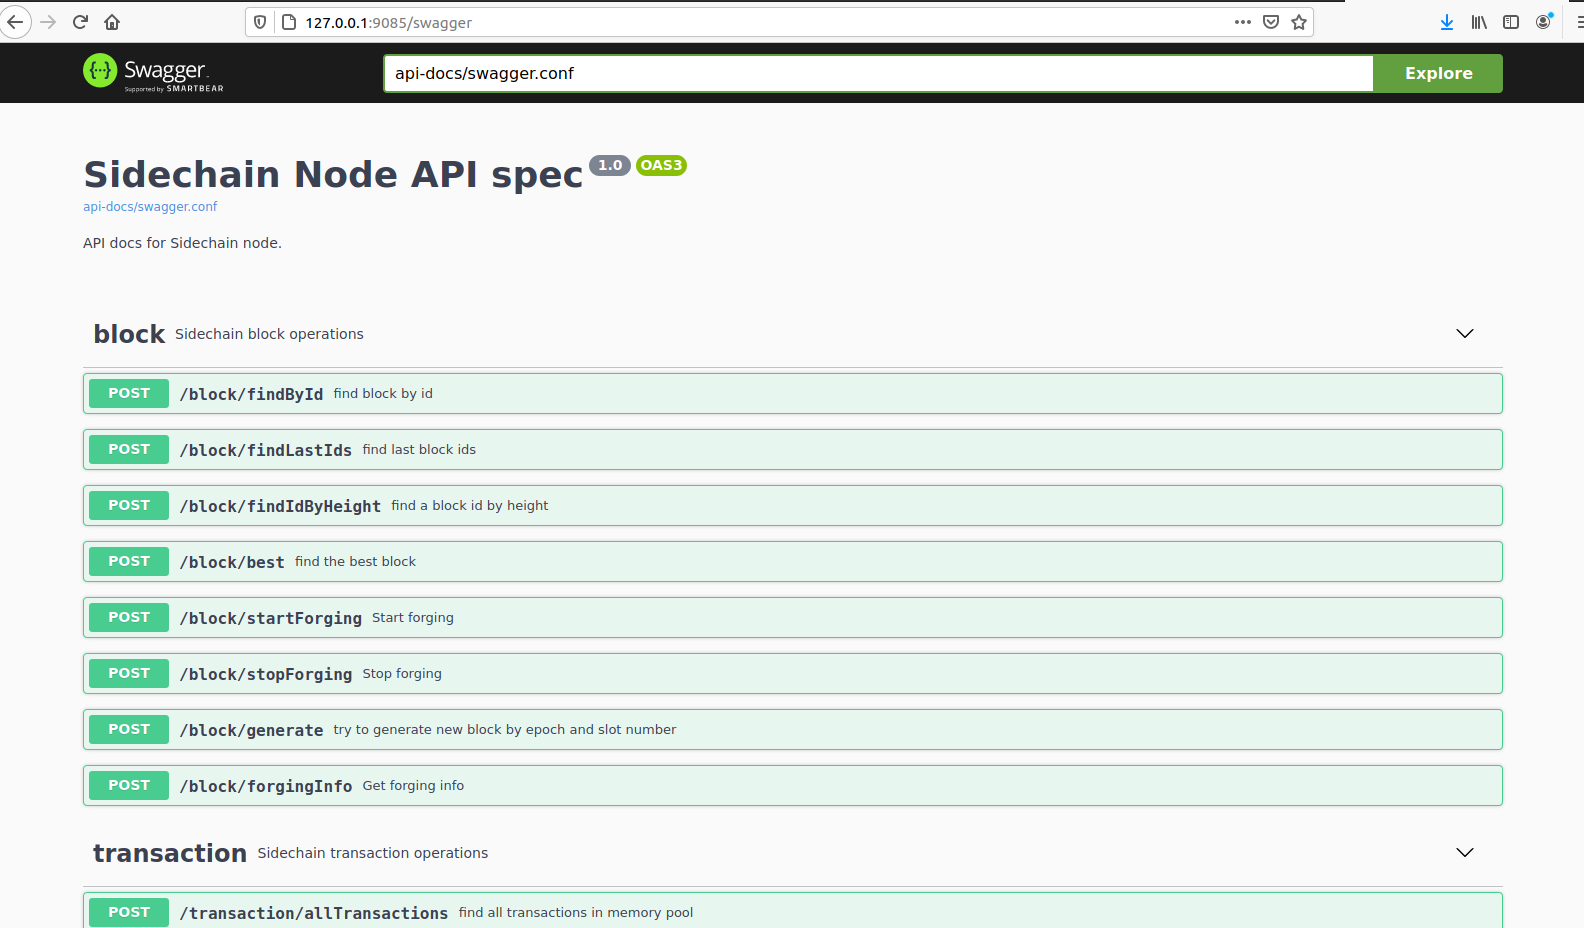 127.0.0.1:9085/swagger
Swagger.
Supported by SMARTBEAR
api-docs/swagger.conf
Explore
Sidechain Node API spec 1.0 OAS3
api-docs/swagger.conf
API docs for Sidechain node.
block Sidechain block operations
POST /block/findById find block by id
POST /block/findLastIds find last block ids
POST /block/findIdByHeight find a block id by height
POST /block/best find the best block
POST /block/startForging Start forging
POST /block/stopForging Stop forging
POST /block/generate try to generate new block by epoch and slot number
POST /block/forgingInfo Get forging info
transaction Sidechain transaction operations
POST /transaction/allTransactions find all transactions in memory pool